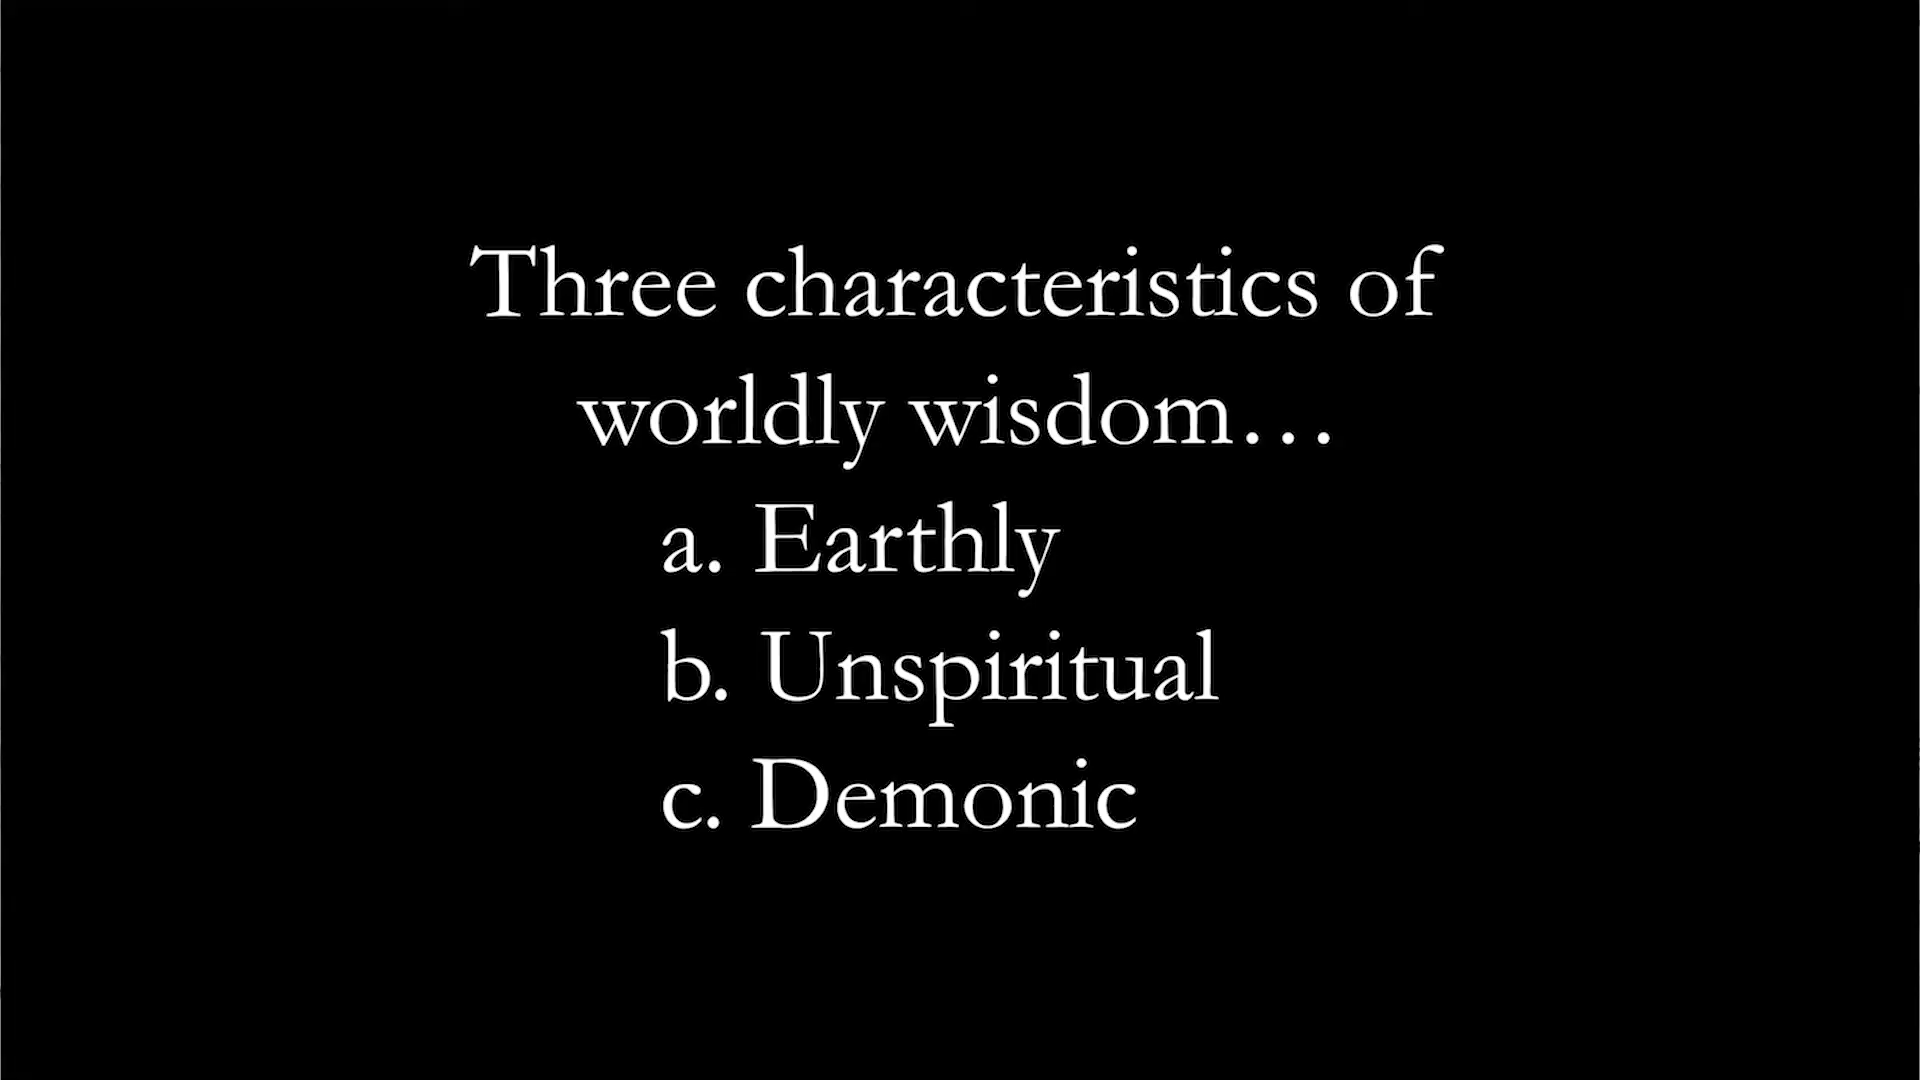 Three characteristics of
worldly wisdom…
a. Earthly
b. Unspiritual
c. Demonic